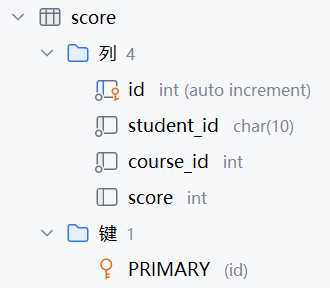 score
列 4
id int (auto increment)
student_id char(10)
course_id int
score int
键 1
PRIMARY (id)